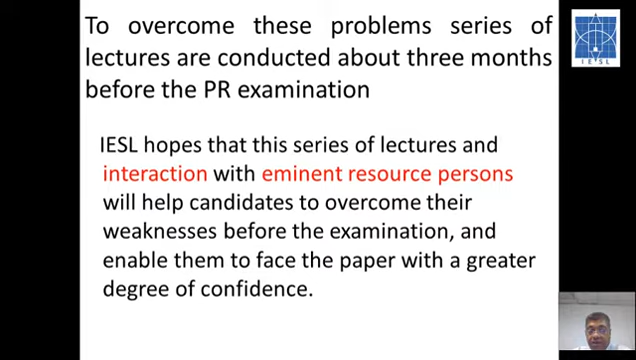 To overcome these problems series of
lectures are conducted about three months
before the PR examination
IESL
IESL hopes that this series of lectures and
interaction with eminent resource persons
will help candidates to overcome their
weaknesses before the examination, and
enable them to face the paper with a greater
degree of confidence.